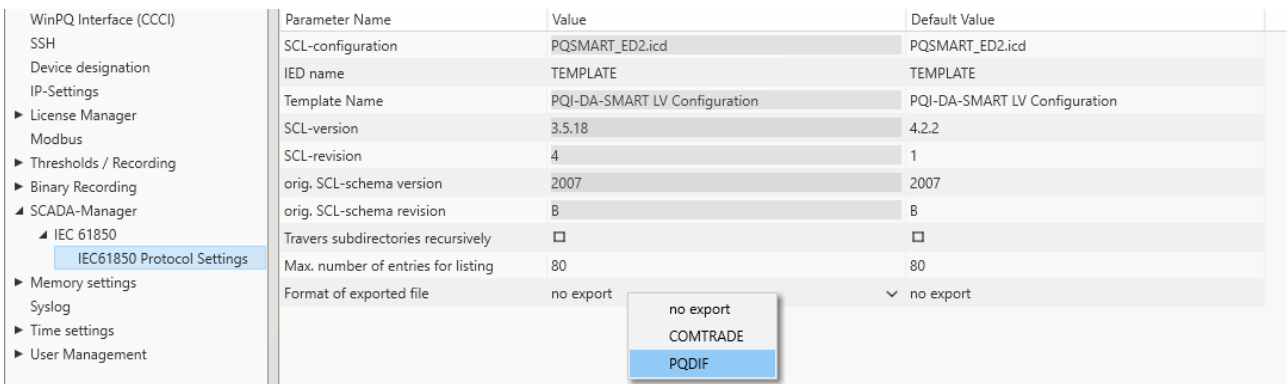 WinPQ Interface (CCCI)
SSH
Device designation
IP-Settings
License Manager
Modbus
Thresholds / Recording
Binary Recording
SCADA-Manager
IEC 61850
IEC61850 Protocol Settings
Memory settings
Syslog
Time settings
User Management
Parameter Name Value Default Value
SCL-configuration PQSMART_ED2.icd PQSMART_ED2.icd
IED name TEMPLATE TEMPLATE
Template Name PQI-DA-SMART LV Configuration PQI-DA-SMART LV Configuration
SCL-version 3.5.18 4.2.2
SCL-revision 4 1
orig. SCL-schema version 2007 2007
orig. SCL-schema revision B B
Travers subdirectories recursively
Max. number of entries for listing 80 80
Format of exported file no export no export
no export
COMTRADE
PQDIF